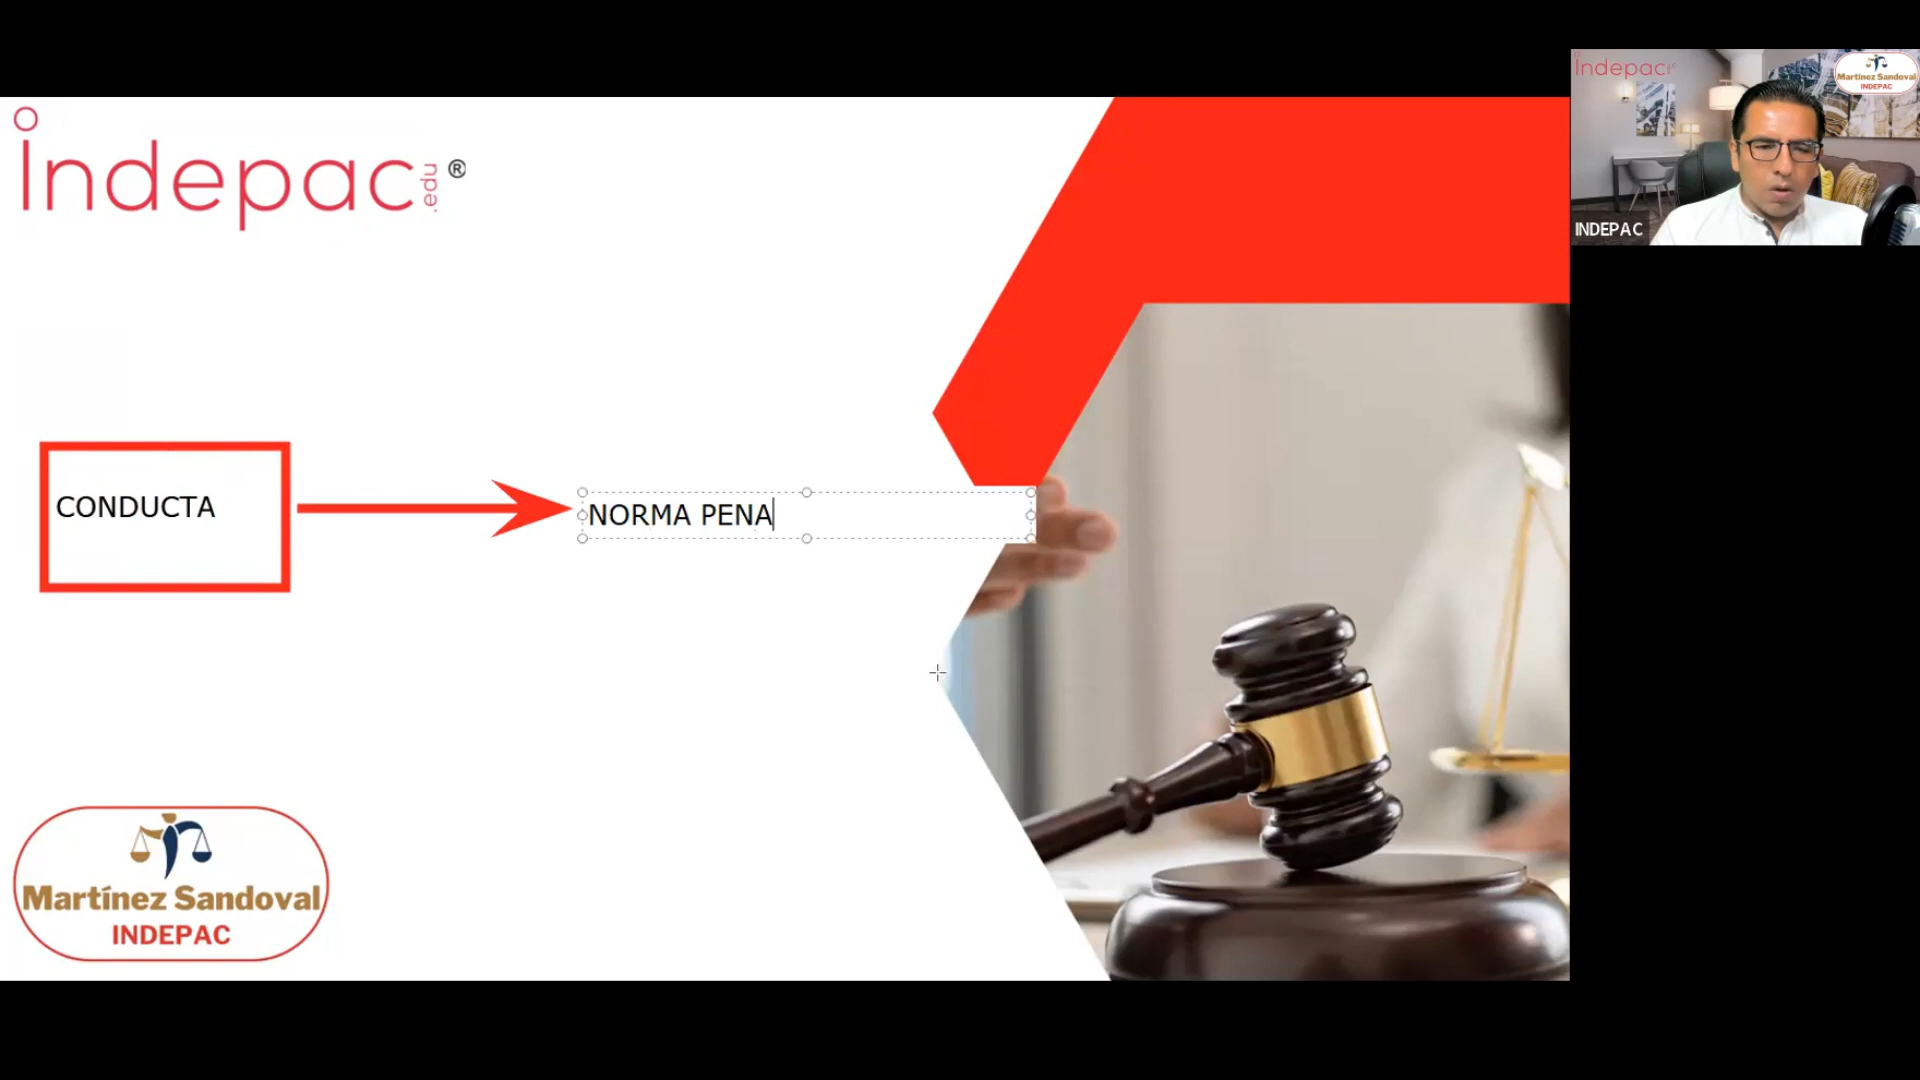 indepac.edu®
CONDUCTA
NORMA PENA
Martínez Sandoval
INDEPAC
Indepac
Martínez Sandoval
INDEPAC
INDEPAC